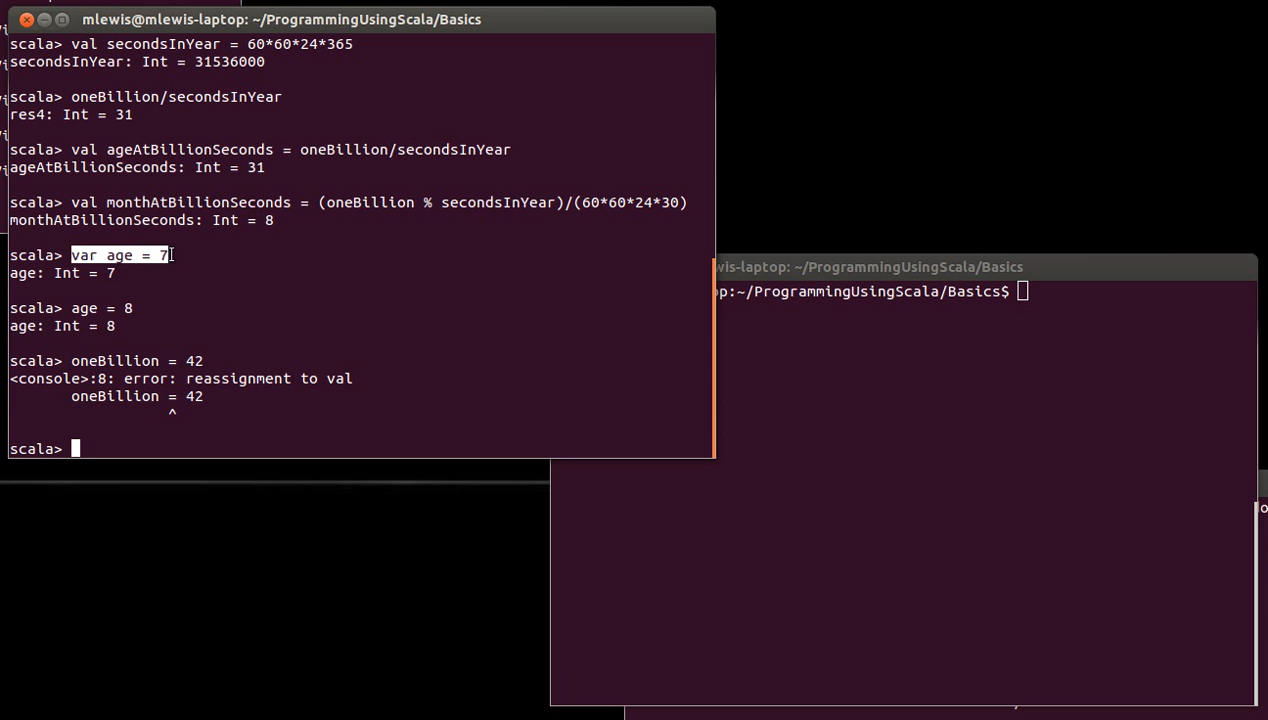 mlewis@mlewis-laptop: ~/ProgrammingUsingScala/Basics
scala> val secondsInYear = 60*60*24*365
secondsInYear: Int = 31536000
scala> oneBillion/secondsInYear
res4: Int = 31
scala> val ageAtBillionSeconds = oneBillion/secondsInYear
ageAtBillionSeconds: Int = 31
scala> val monthAtBillionSeconds = (oneBillion % secondsInYear)/(60*60*24*30)
monthAtBillionSeconds: Int = 8
scala> var age = 7
age: Int = 7
scala> age = 8
age: Int = 8
scala> oneBillion = 42
<console>:8: error: reassignment to val
oneBillion = 42
^
scala>
wis-laptop: ~/ProgrammingUsingScala/Basics
op:~/ProgrammingUsingScala/Basics$